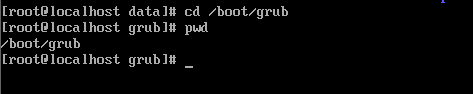 [root@localhost data]# cd /boot/grub
[root@localhost grub]# pwd
/boot/grub
[root@localhost grub]# _